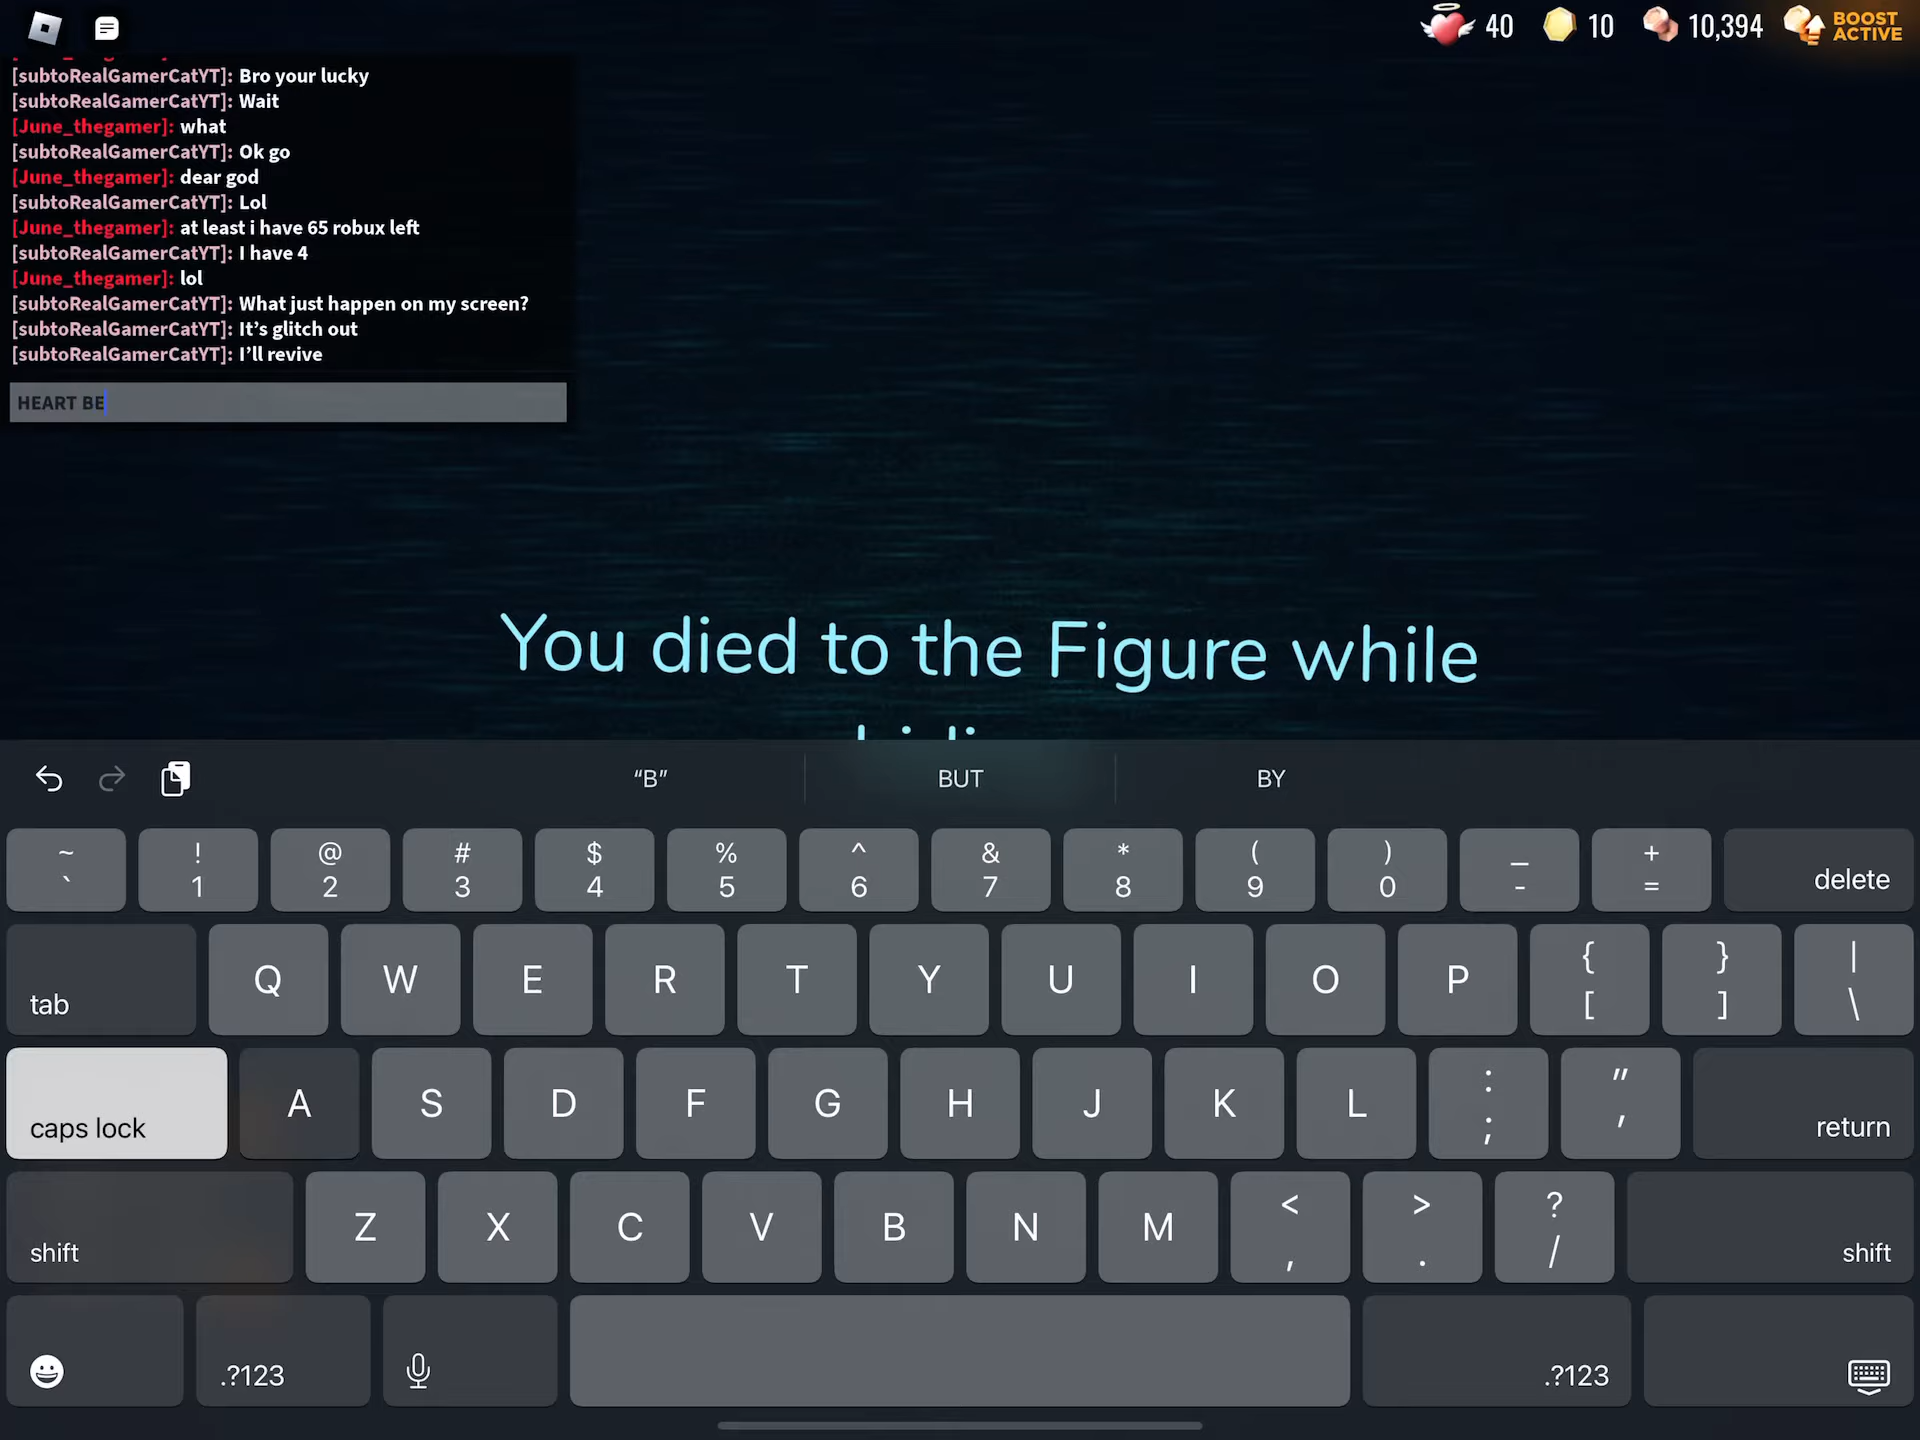 40 10 10,394 BOOST ACTIVE
[subtoRealGamerCatYT]: Bro your lucky
[subtoRealGamerCatYT]: Wait
[June_thegamer]: what
[subtoRealGamerCatYT]: Ok go
[June_thegamer]: dear god
[subtoRealGamerCatYT]: Lol
[June_thegamer]: at least i have 65 robux left
[subtoRealGamerCatYT]: I have 4
[June_thegamer]: lol
[subtoRealGamerCatYT]: What just happen on my screen?
[subtoRealGamerCatYT]: It’s glitch out
[subtoRealGamerCatYT]: I’ll revive
HEART BE
You died to the Figure while
“B” BUT BY
~ ! @ # $ % ^ & * ( ) _ +
` 1 2 3 4 5 6 7 8 9 0 - = delete
tab Q W E R T Y U I O P { [ } ] | \
caps lock A S D F G H J K L : ; " ' return
shift Z X C V B N M < , > . ? / shift
.?123 .?123